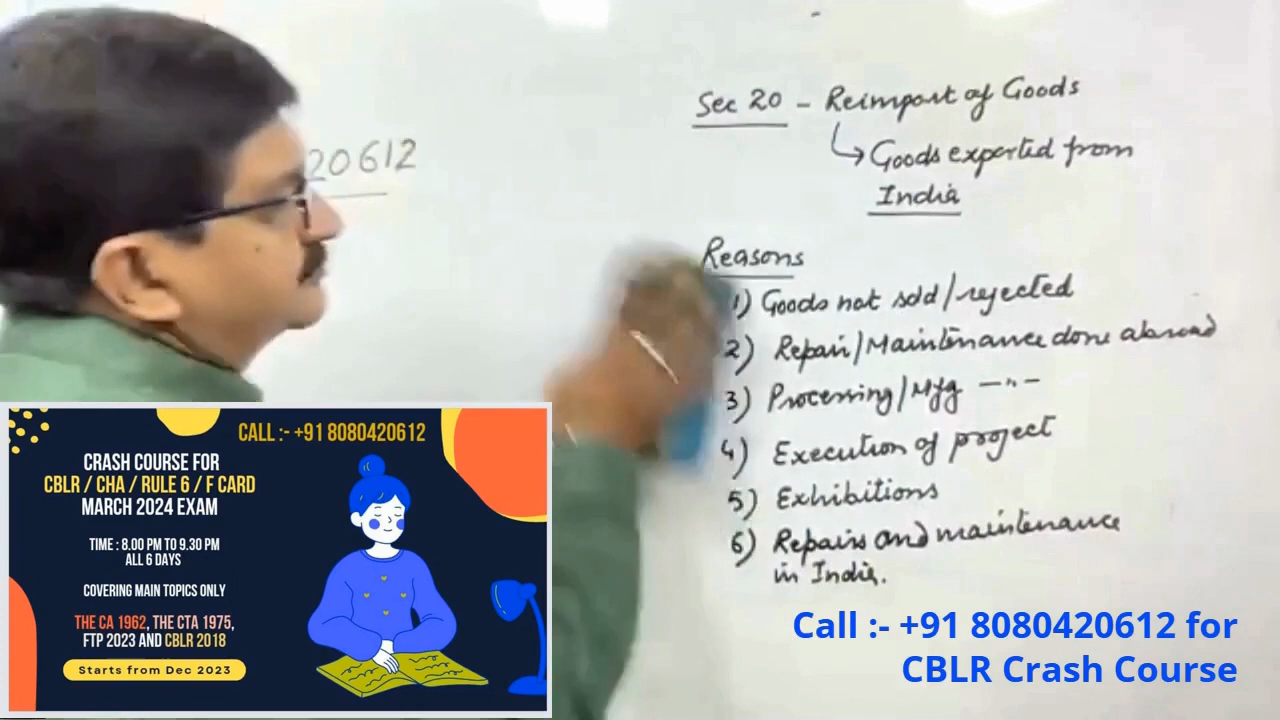 20612
Sec 20 - Reimport of Goods
Goods exported from
India
Reasons
1) Goods not sold/rejected
2) Repair/Maintenance done abroad
3) Processing/Mfg —〃—
4) Execution of project
5) Exhibitions
6) Repairs and maintenance
in India.
CALL :- +91 8080420612
CRASH COURSE FOR
CBLR / CHA / RULE 6 / F CARD
MARCH 2024 EXAM
TIME : 8.00 PM TO 9.30 PM
ALL 6 DAYS
COVERING MAIN TOPICS ONLY
THE CA 1962, THE CTA 1975,
FTP 2023 AND CBLR 2018
Starts from Dec 2023
Call :- +91 8080420612 for
CBLR Crash Course